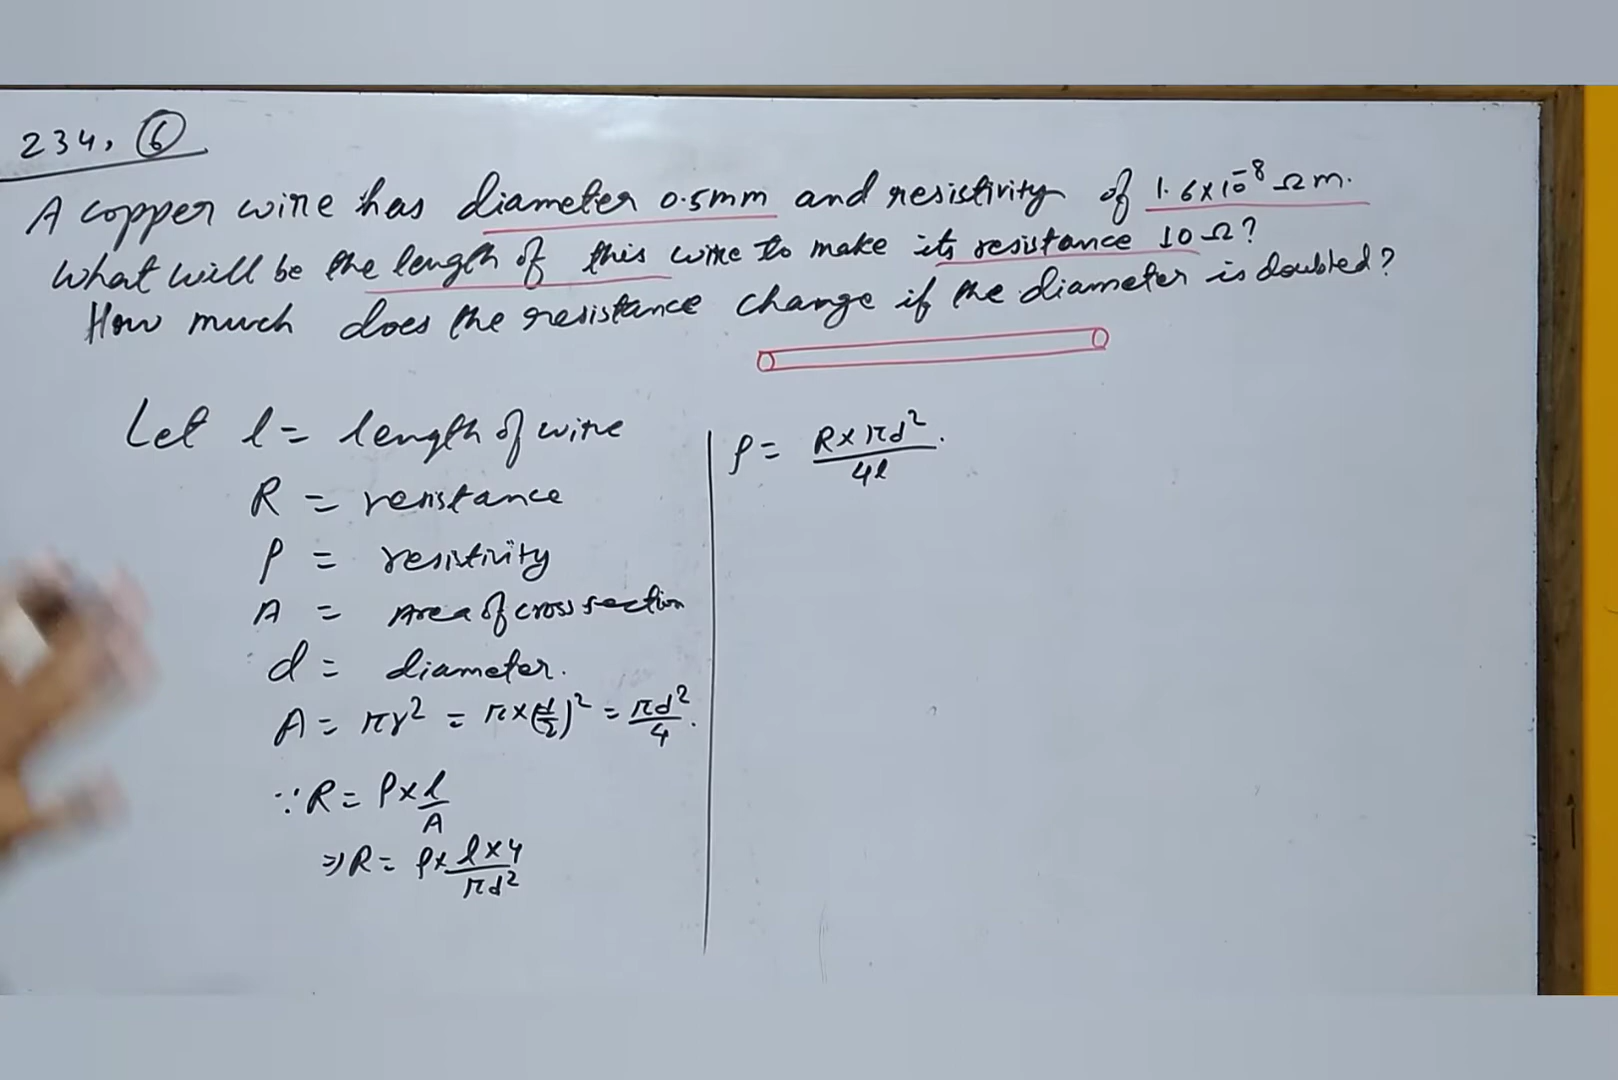 234, ⑥
A copper wire has diameter 0.5mm and resistivity of 1.6×10⁻⁸ Ωm.
What will be the length of this wire to make its resistance 10 Ω?
How much does the resistance change if the diameter is doubled?
Let l = length of wire
R = resistance
ρ = resistivity
A = Area of cross section
d = diameter.
A = πr² = π×(d/2)² = πd²/4.
∵ R = ρ×l/A
⇒ R = ρ× l×4/πd²
ρ = R×πd²/4l.